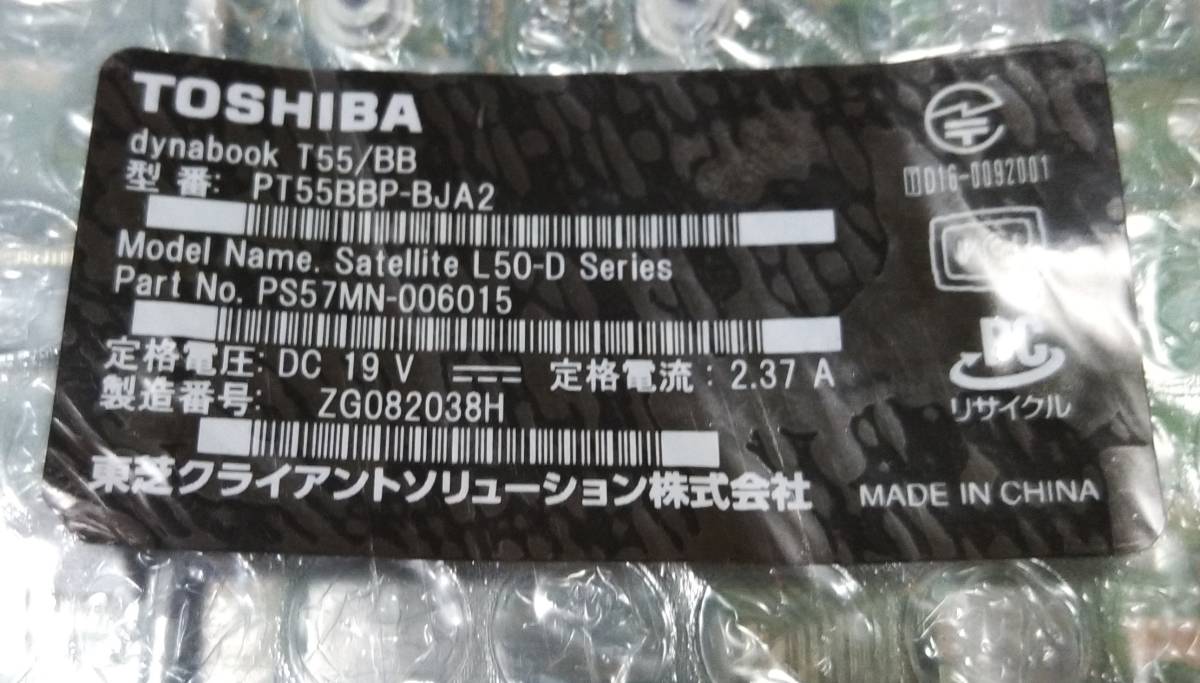 TOSHIBA
dynabook T55/BB
型番: PT55BBP-BJA2
Model Name. Satellite L50-D Series
Part No. PS57MN-006015
定格電圧: DC 19 V ⎓ 定格電流: 2.37 A
製造番号: ZG082038H
東芝クライアントソリューション株式会社
D16-0092001
PC
リサイクル
MADE IN CHINA